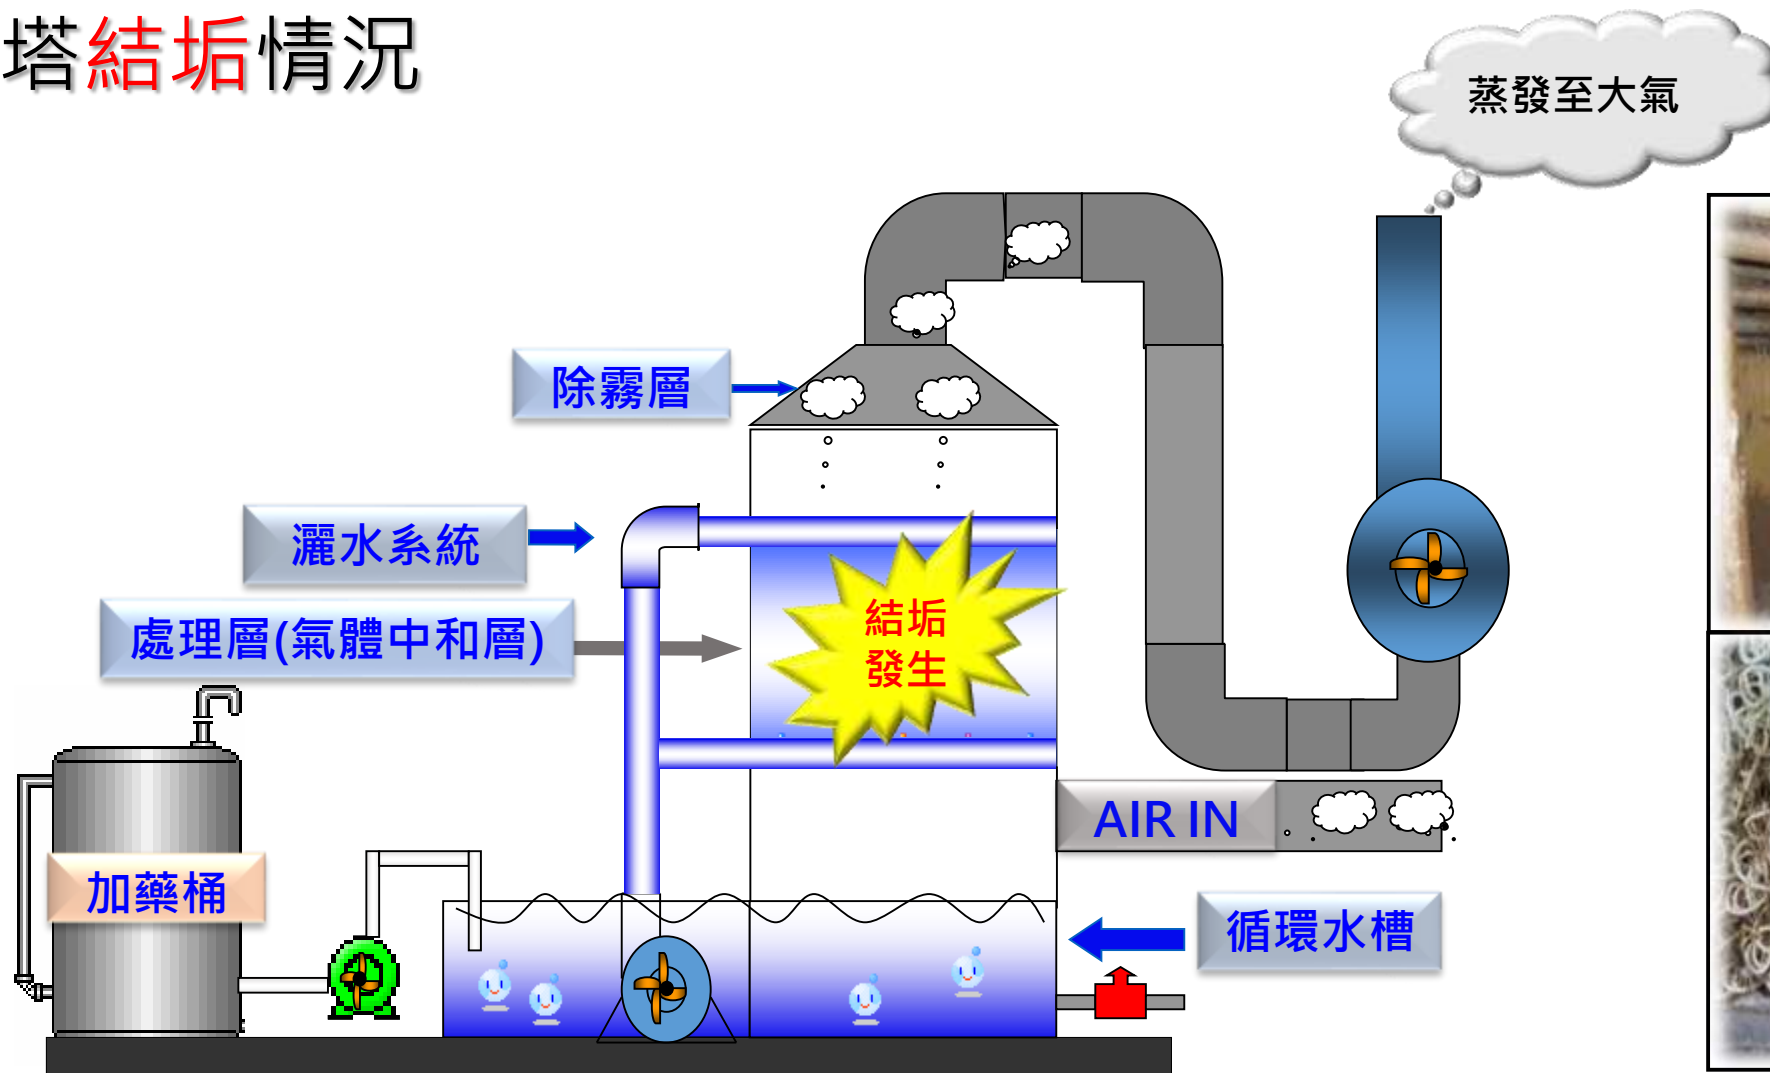 塔結垢情況
蒸發至大氣
除霧層
灑水系統
處理層(氣體中和層)
結垢
發生
AIR IN
加藥桶
循環水槽